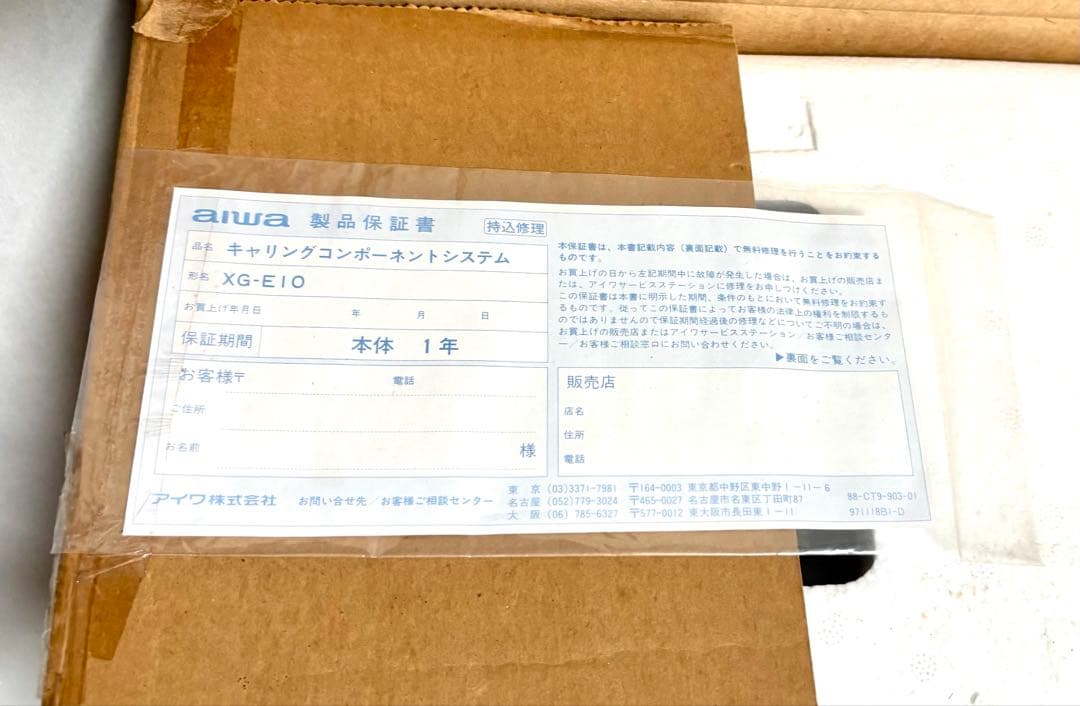 aiwa 製品保証書 持込修理
品名 キャリングコンポーネントシステム
形名 XG-E10
お買上げ年月日 年 月 日
保証期間 本体 1年
お客様 〒 電話
ご住所
お名前 様
本保証書は、本書記載内容(裏面記載)で無料修理を行うことをお約束する
ものです。
お買上げの日から左記期間中に故障が発生した場合は、お買上げの販売店ま
たは、アイワサービスステーションに修理をお申しつけください。
この保証書は本書に明示した期間、条件のもとにおいて無料修理をお約束す
るものです。従ってこの保証書によってお客様の法律上の権利を制限するも
のではありませんので保証期間経過後の修理などについてご不明の場合は、
お買上げの販売店またはアイワサービスステーション/お客様ご相談センタ
ー/お客様ご相談窓口にお問い合わせください。
▶裏面をご覧ください。
販売店
店名
住所
電話
アイワ株式会社 お問い合せ先/お客様ご相談センター
東 京 (03)3371-7981 〒164-0003 東京都中野区東中野1-11-6
名古屋 (052)779-3024 〒465-0027 名古屋市名東区丁田町87
大 阪 (06) 785-6327 〒577-0012 東大阪市長田東1-11
88-CT9-903-01
971118B1-D